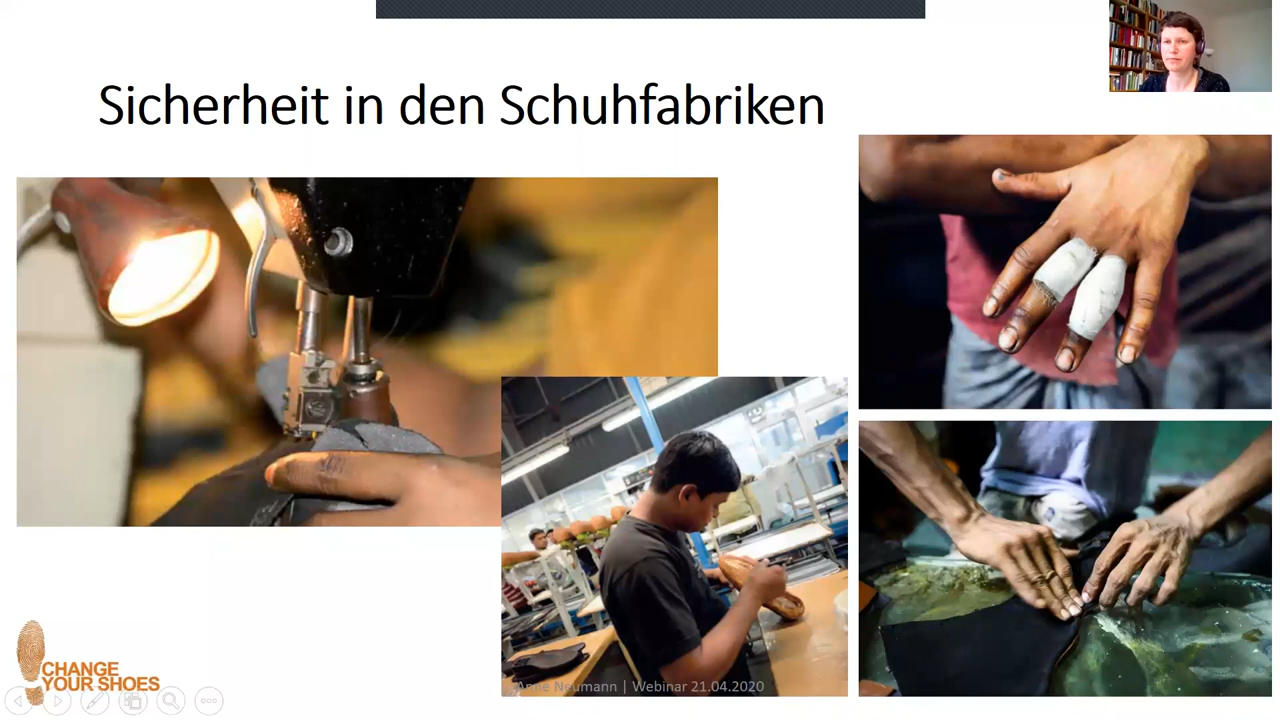 Sicherheit in den Schuhfabriken
CHANGE
YOUR SHOES
Anne Neumann | Webinar 21.04.2020